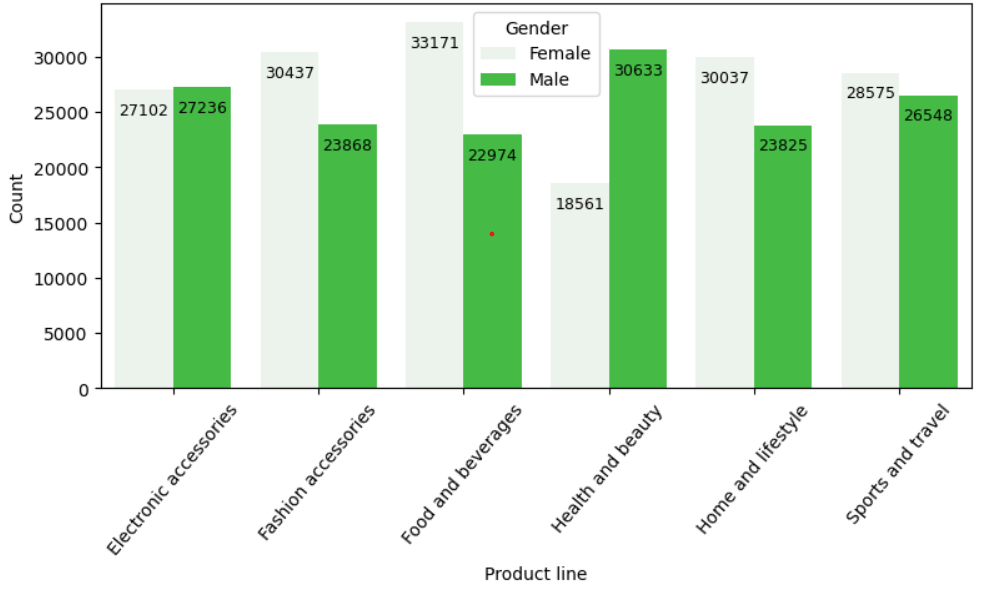 Gender
Female
Male
30000
25000
20000
15000
10000
5000
0
Count
27102
27236
30437
23868
33171
22974
18561
30633
30037
23825
28575
26548
Electronic accessories
Fashion accessories
Food and beverages
Health and beauty
Home and lifestyle
Sports and travel
Product line